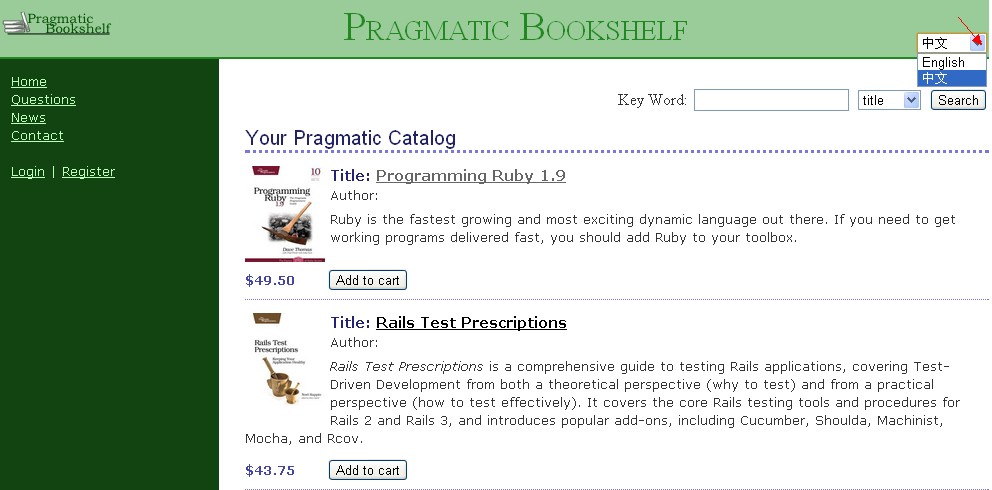 Pragmatic
Bookshelf
PRAGMATIC BOOKSHELF
中文
English
中文
Home
Questions
News
Contact
Login | Register
Key Word: title Search
Your Pragmatic Catalog
10
Programming
Ruby
1.9
Dave Thomas
Title: Programming Ruby 1.9
Author:
Ruby is the fastest growing and most exciting dynamic language out there. If you need to get
working programs delivered fast, you should add Ruby to your toolbox.
$49.50 Add to cart
Rails Test
Prescriptions
Title: Rails Test Prescriptions
Author:
Rails Test Prescriptions is a comprehensive guide to testing Rails applications, covering Test-
Driven Development from both a theoretical perspective (why to test) and from a practical
perspective (how to test effectively). It covers the core Rails testing tools and procedures for
Rails 2 and Rails 3, and introduces popular add-ons, including Cucumber, Shoulda, Machinist,
Mocha, and Rcov.
$43.75 Add to cart